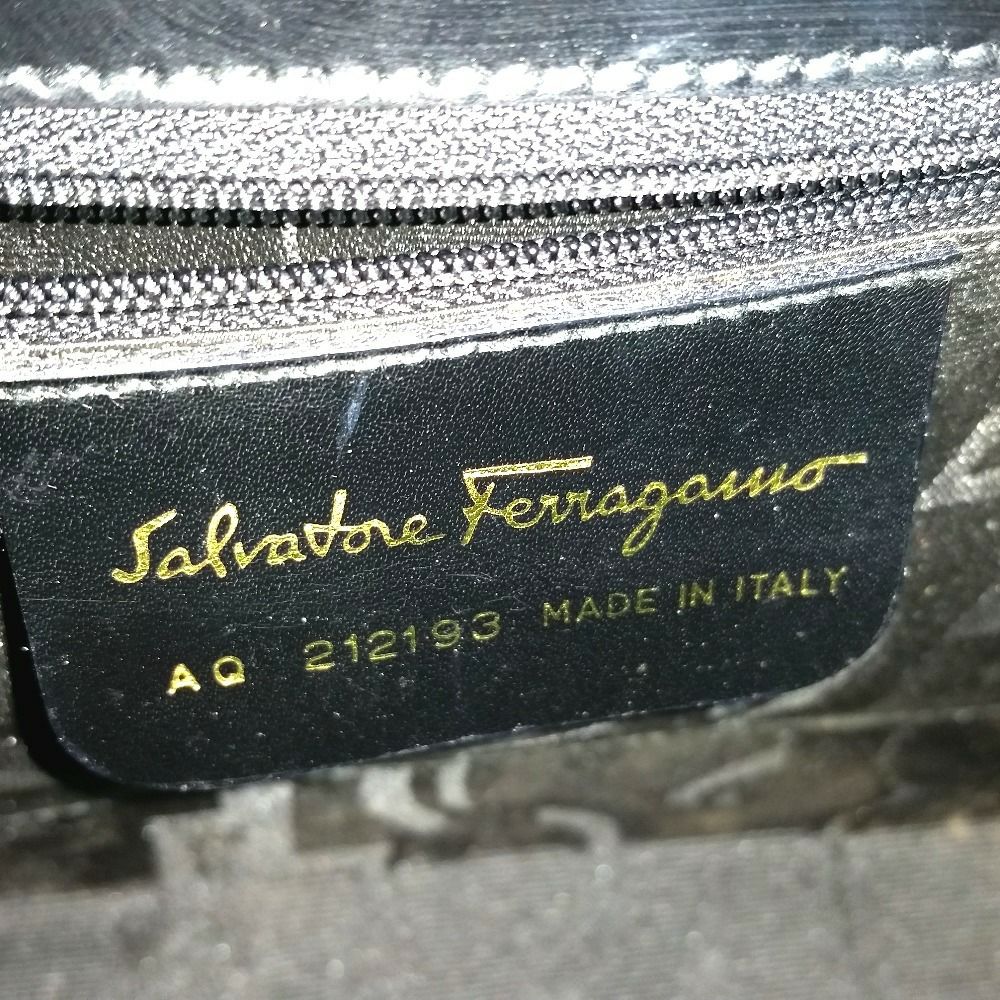 Salvatore Ferragamo
AQ 212193 MADE IN ITALY